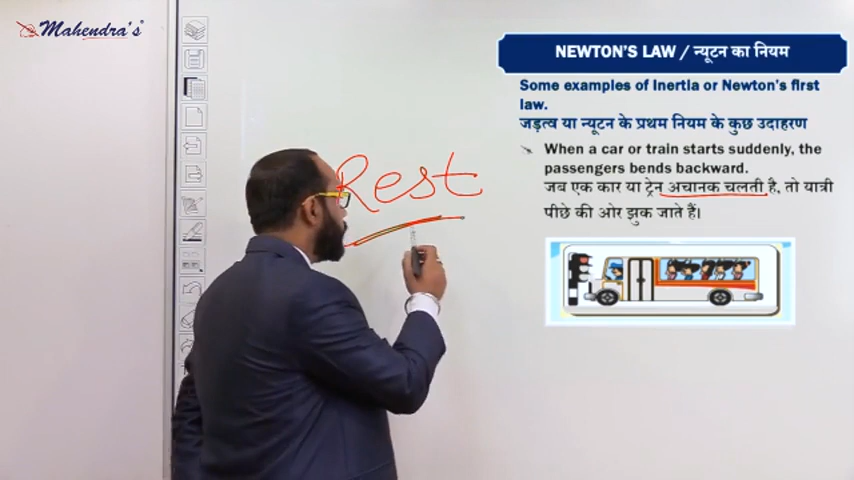 Mahendra's
NEWTON'S LAW / न्यूटन का नियम
Some examples of Inertia or Newton's first
law.
जड़त्व या न्यूटन के प्रथम नियम के कुछ उदाहरण
When a car or train starts suddenly, the
passengers bends backward.
जब एक कार या ट्रेन अचानक चलती है, तो यात्री
पीछे की ओर झुक जाते हैं।
Rest